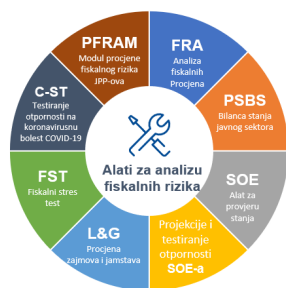 PFRAM
Modul procjene
fiskalnog rizika
JPP-ova
FRA
Analiza
fiskalnih
Procjena
PSBS
Bilanca stanja
javnog sektora
SOE
Alat za
provjeru
stanja
Projekcije i
testiranje
otpornosti
SOE-a
L&G
Procjena
zajmova i jamstava
FST
Fiskalni stres
test
C-ST
Testiranje
otpornosti na
koronavirusnu
bolest COVID-19
Alati za analizu
fiskalnih rizika